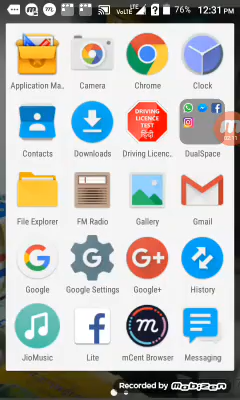 LTE
VoLTE 76% 12:31 PM
Application Ma.. Camera Chrome Clock
DRIVING
LICENCE
TEST
हिंदी
Contacts Downloads Driving Licenc.. DualSpace
File Explorer FM Radio Gallery Gmail
Google Google Settings Google+ History
JioMusic Lite mCent Browser Messaging
Recorded by Mobizen